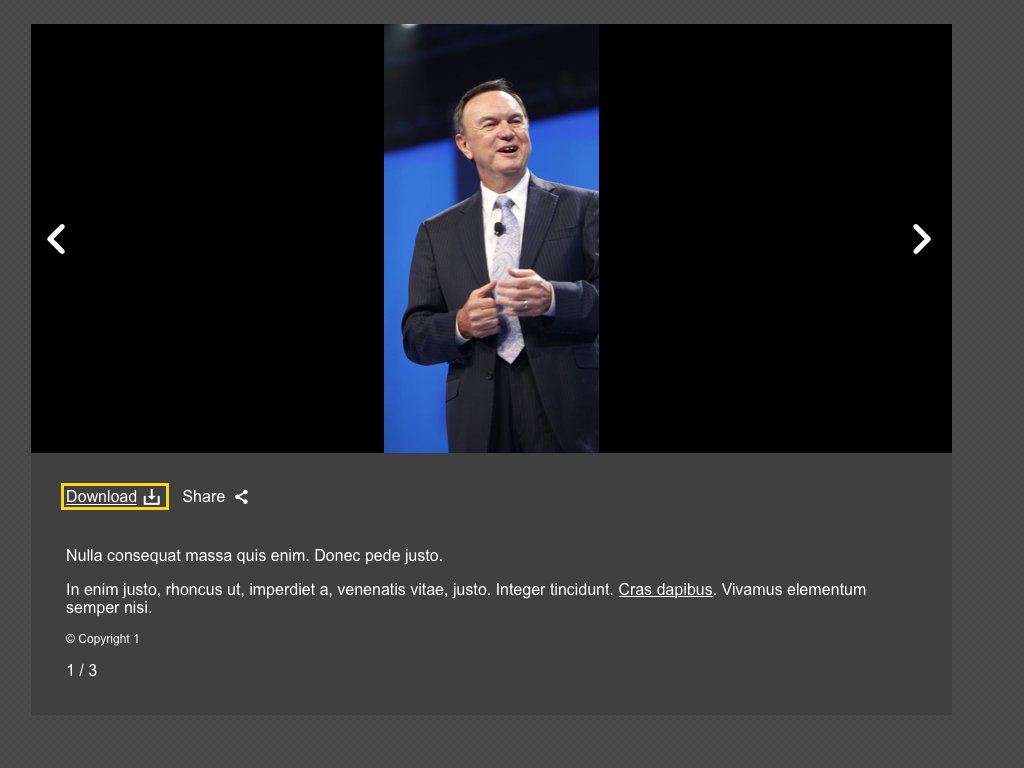 Download
Share
Nulla consequat massa quis enim. Donec pede justo.
In enim justo, rhoncus ut, imperdiet a, venenatis vitae, justo. Integer tincidunt. Cras dapibus. Vivamus elementum
semper nisi.
© Copyright 1
1 / 3